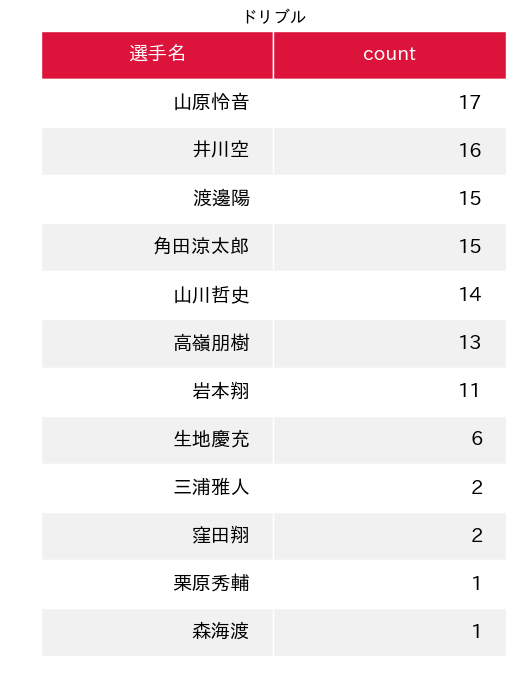 ドリブル
選手名 count
山原怜音 17
井川空 16
渡邊陽 15
角田涼太郎 15
山川哲史 14
高嶺朋樹 13
岩本翔 11
生地慶充 6
三浦雅人 2
窪田翔 2
栗原秀輔 1
森海渡 1